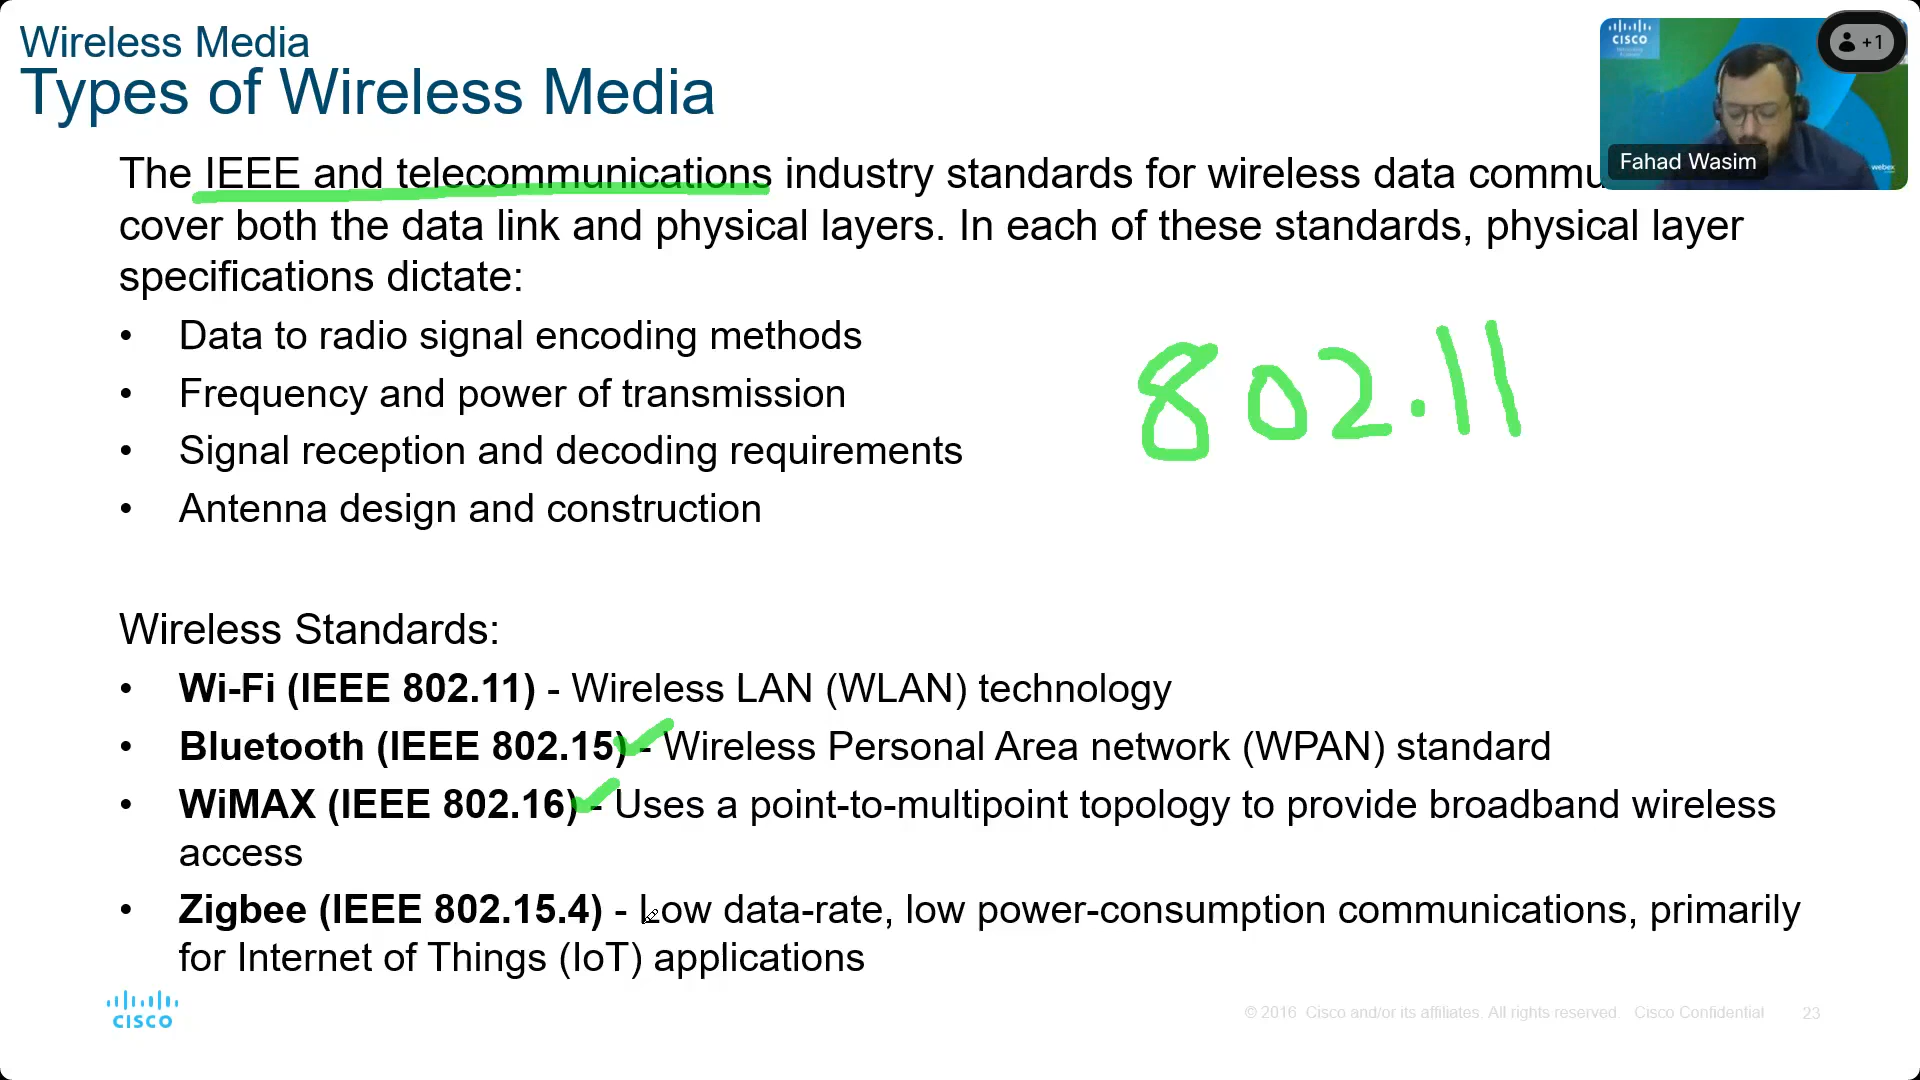 Wireless Media
Types of Wireless Media
CISCO
+1
Fahad Wasim
webex
The IEEE and telecommunications industry standards for wireless data commu
cover both the data link and physical layers. In each of these standards, physical layer
specifications dictate:
• Data to radio signal encoding methods
• Frequency and power of transmission
• Signal reception and decoding requirements
• Antenna design and construction
802.11
Wireless Standards:
• Wi-Fi (IEEE 802.11) - Wireless LAN (WLAN) technology
• Bluetooth (IEEE 802.15) - Wireless Personal Area network (WPAN) standard
• WiMAX (IEEE 802.16) - Uses a point-to-multipoint topology to provide broadband wireless
access
• Zigbee (IEEE 802.15.4) - Low data-rate, low power-consumption communications, primarily
for Internet of Things (IoT) applications
CISCO
© 2016 Cisco and/or its affiliates. All rights reserved. Cisco Confidential 23